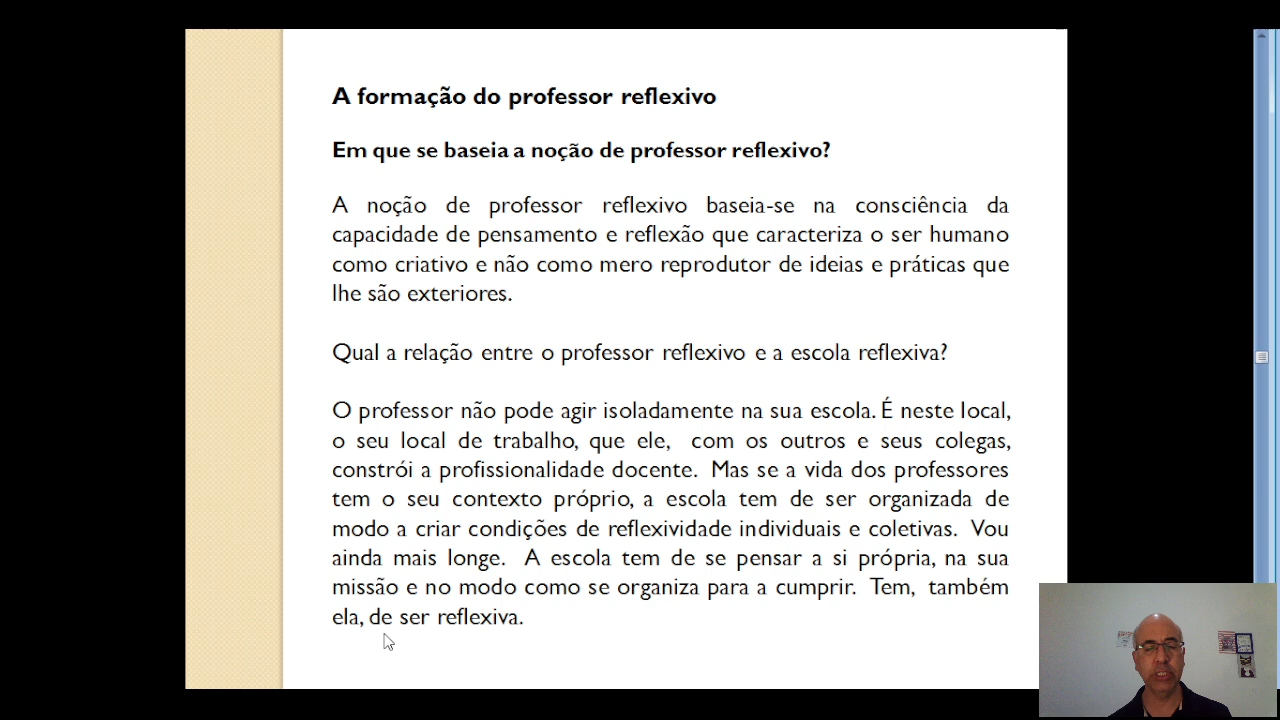 A formação do professor reflexivo
Em que se baseia a noção de professor reflexivo?
A noção de professor reflexivo baseia-se na consciência da
capacidade de pensamento e reflexão que caracteriza o ser humano
como criativo e não como mero reprodutor de ideias e práticas que
lhe são exteriores.
Qual a relação entre o professor reflexivo e a escola reflexiva?
O professor não pode agir isoladamente na sua escola. É neste local,
o seu local de trabalho, que ele, com os outros e seus colegas,
constrói a profissionalidade docente. Mas se a vida dos professores
tem o seu contexto próprio, a escola tem de ser organizada de
modo a criar condições de reflexividade individuais e coletivas. Vou
ainda mais longe. A escola tem de se pensar a si própria, na sua
missão e no modo como se organiza para a cumprir. Tem, também
ela, de ser reflexiva.